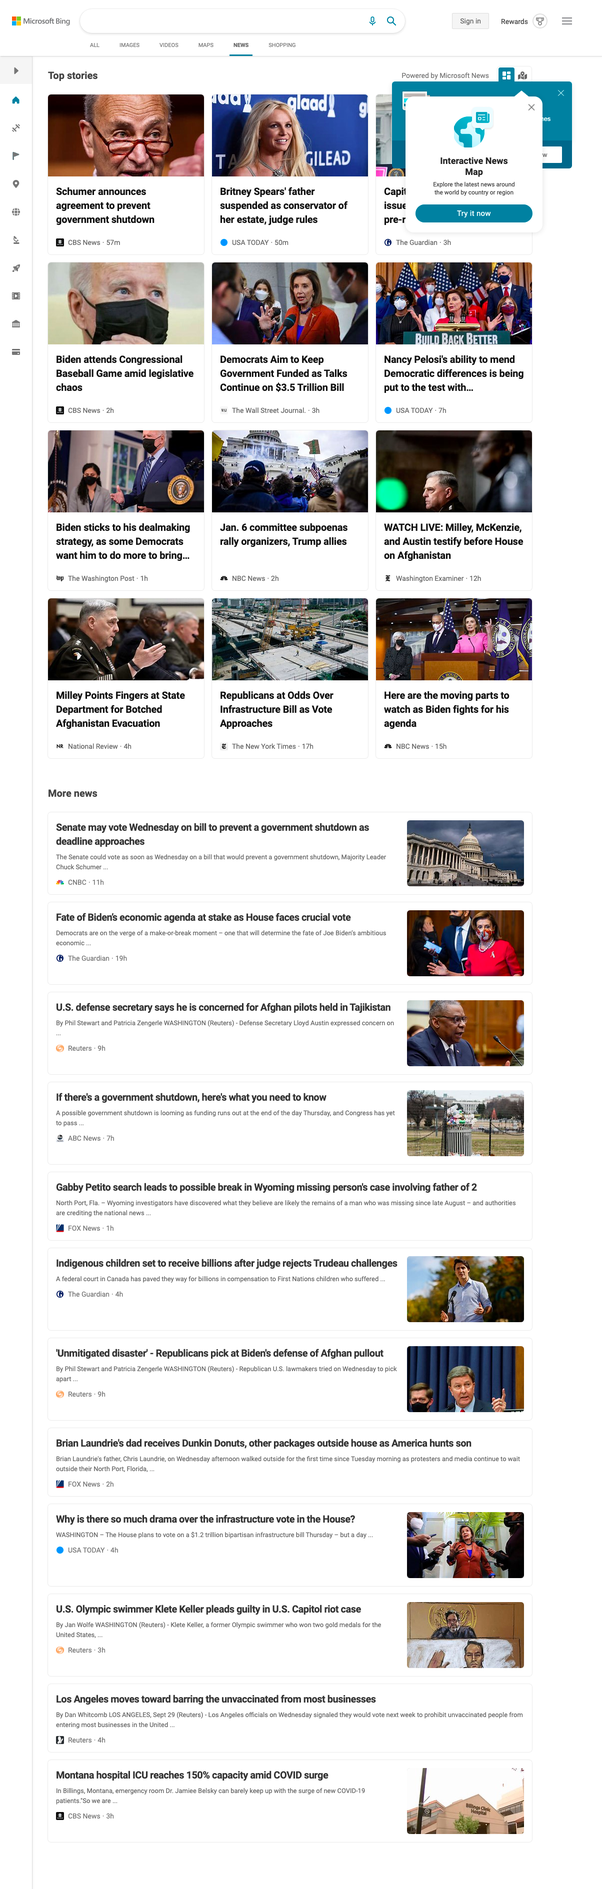 Microsoft Bing
Sign in
Rewards
ALL
IMAGES
VIDEOS
MAPS
NEWS
SHOPPING
Top stories
Powered by Microsoft News
Interactive News
Map
Explore the latest news around
the world by country or region
Try it now
glaad
GILEAD
Schumer announces
agreement to prevent
government shutdown
CBS News · 57m
Britney Spears' father
suspended as conservator of
her estate, judge rules
USA TODAY · 50m
Capit
issue
pre-r
The Guardian · 3h
BUILD BACK BETTER
Biden attends Congressional
Baseball Game amid legislative
chaos
CBS News · 2h
Democrats Aim to Keep
Government Funded as Talks
Continue on $3.5 Trillion Bill
The Wall Street Journal. · 3h
Nancy Pelosi's ability to mend
Democratic differences is being
put to the test with...
USA TODAY · 7h
Biden sticks to his dealmaking
strategy, as some Democrats
want him to do more to bring...
The Washington Post · 1h
Jan. 6 committee subpoenas
rally organizers, Trump allies
NBC News · 2h
WATCH LIVE: Milley, McKenzie,
and Austin testify before House
on Afghanistan
Washington Examiner · 12h
Milley Points Fingers at State
Department for Botched
Afghanistan Evacuation
National Review · 4h
Republicans at Odds Over
Infrastructure Bill as Vote
Approaches
The New York Times · 17h
Here are the moving parts to
watch as Biden fights for his
agenda
NBC News · 15h
More news
Senate may vote Wednesday on bill to prevent a government shutdown as
deadline approaches
The Senate could vote as soon as Wednesday on a bill that would prevent a government shutdown, Majority Leader
Chuck Schumer ...
CNBC · 11h
Fate of Biden's economic agenda at stake as House faces crucial vote
Democrats are on the verge of a make-or-break moment – one that will determine the fate of Joe Biden's ambitious
economic ...
The Guardian · 19h
U.S. defense secretary says he is concerned for Afghan pilots held in Tajikistan
By Phil Stewart and Patricia Zengerle WASHINGTON (Reuters) - Defense Secretary Lloyd Austin expressed concern on
...
Reuters · 9h
If there's a government shutdown, here's what you need to know
A possible government shutdown is looming as funding runs out at the end of the day Thursday, and Congress has yet
to pass ...
ABC News · 7h
Gabby Petito search leads to possible break in Wyoming missing person's case involving father of 2
North Port, Fla. – Wyoming investigators have discovered what they believe are likely the remains of a man who was missing since late August – and authorities
are crediting the national news ...
FOX News · 1h
Indigenous children set to receive billions after judge rejects Trudeau challenges
A federal court in Canada has paved they way for billions in compensation to First Nations children who suffered ...
The Guardian · 4h
'Unmitigated disaster' - Republicans pick at Biden's defense of Afghan pullout
By Phil Stewart and Patricia Zengerle WASHINGTON (Reuters) - Republican U.S. lawmakers tried on Wednesday to pick
apart ...
Reuters · 9h
Brian Laundrie's dad receives Dunkin Donuts, other packages outside house as America hunts son
Brian Laundrie's father, Chris Laundrie, on Wednesday afternoon walked outside for the first time since Tuesday morning as protesters and media continue to wait
outside their North Port, Florida, ...
FOX News · 2h
Why is there so much drama over the infrastructure vote in the House?
WASHINGTON – The House plans to vote on a $1.2 trillion bipartisan infrastructure bill Thursday – but a day ...
USA TODAY · 4h
U.S. Olympic swimmer Klete Keller pleads guilty in U.S. Capitol riot case
By Jan Wolfe WASHINGTON (Reuters) - Klete Keller, a former Olympic swimmer who won two gold medals for the
United States, ...
Reuters · 3h
Los Angeles moves toward barring the unvaccinated from most businesses
By Dan Whitcomb LOS ANGELES, Sept 29 (Reuters) - Los Angeles officials on Wednesday signaled they would vote next week to prohibit unvaccinated people from
entering most businesses in the United ...
Reuters · 4h
Montana hospital ICU reaches 150% capacity amid COVID surge
In Billings, Montana, emergency room Dr. Jamiee Belsky can barely keep up with the surge of new COVID-19
patients."So we are ...
CBS News · 3h
Billings Clinic
Hospital